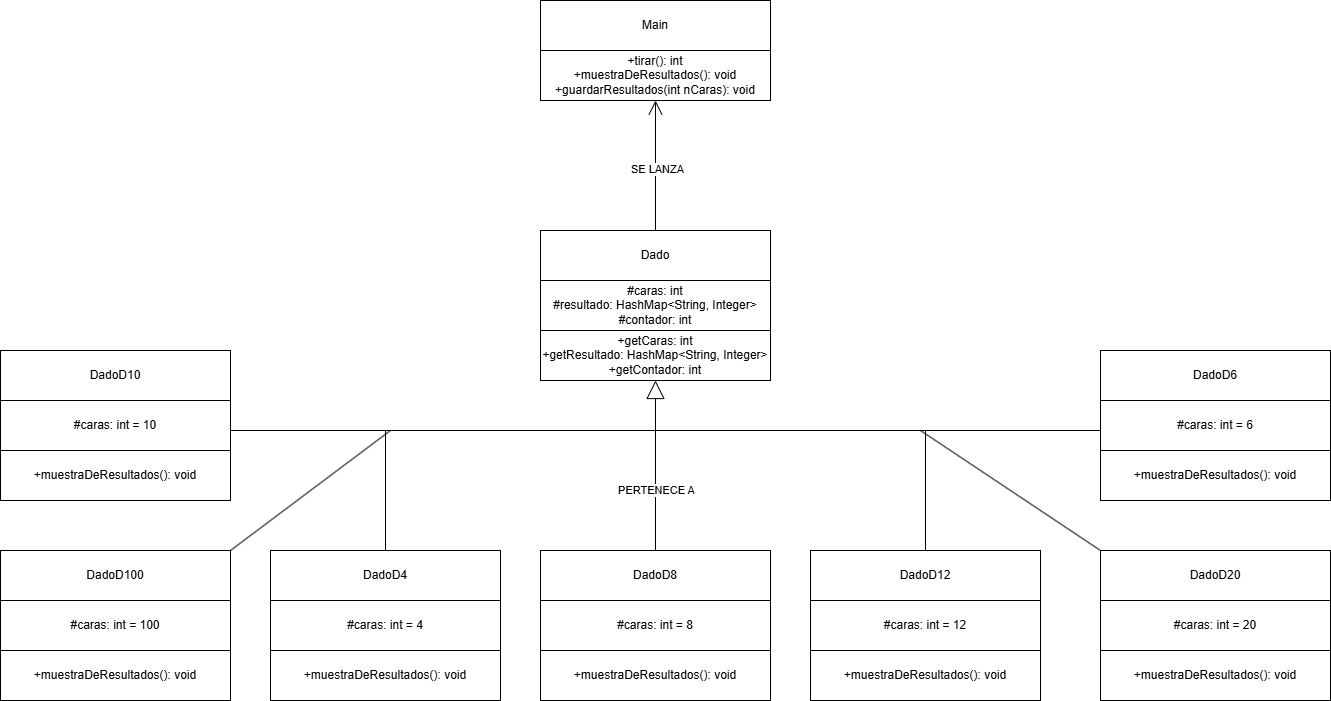 Main
+tirar(): int
+muestraDeResultados(): void
+guardarResultados(int nCaras): void
SE LANZA
Dado
#caras: int
#resultado: HashMap<String, Integer>
#contador: int
+getCaras: int
+getResultado: HashMap<String, Integer>
+getContador: int
DadoD10
#caras: int = 10
+muestraDeResultados(): void
DadoD6
#caras: int = 6
+muestraDeResultados(): void
PERTENECE A
DadoD100
#caras: int = 100
+muestraDeResultados(): void
DadoD4
#caras: int = 4
+muestraDeResultados(): void
DadoD8
#caras: int = 8
+muestraDeResultados(): void
DadoD12
#caras: int = 12
+muestraDeResultados(): void
DadoD20
#caras: int = 20
+muestraDeResultados(): void